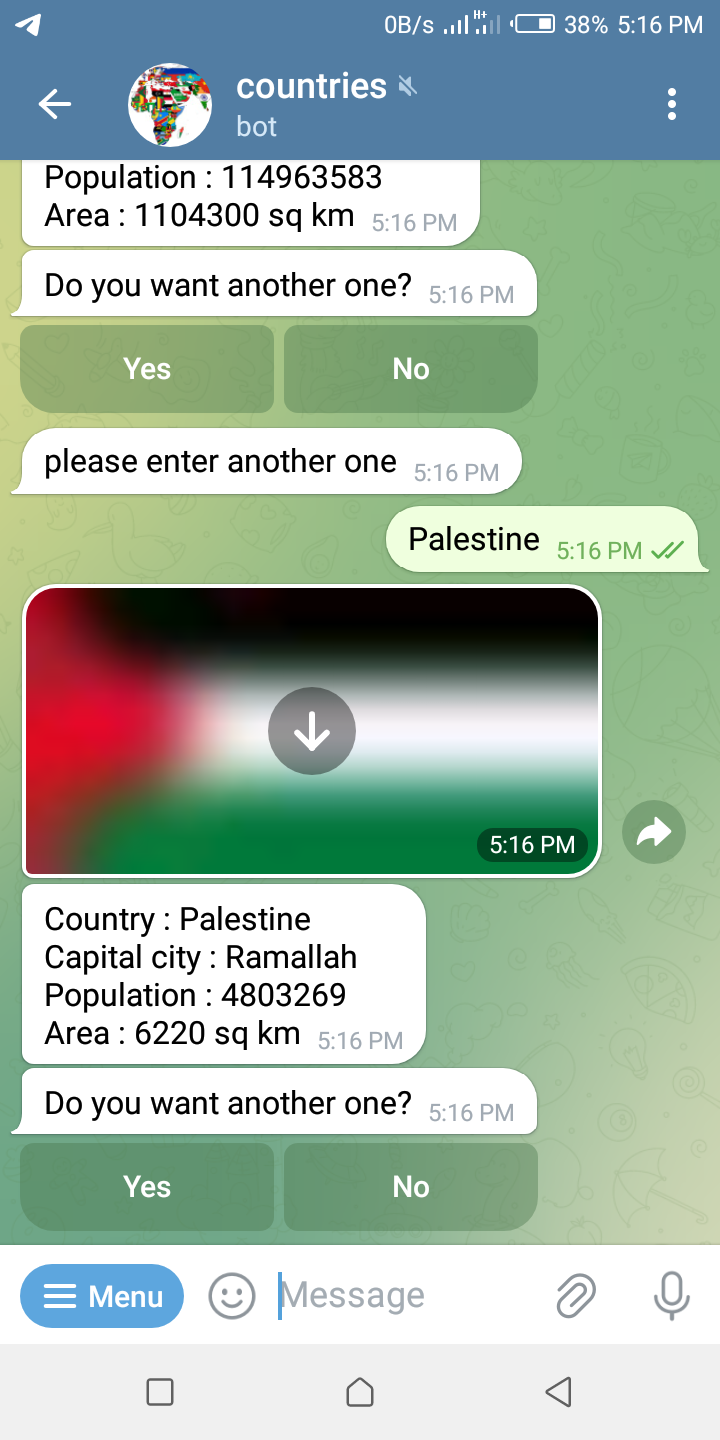 0B/s H+ 38% 5:16 PM
countries
bot
Population : 114963583
Area : 1104300 sq km 5:16 PM
Do you want another one? 5:16 PM
Yes No
please enter another one 5:16 PM
Palestine 5:16 PM
5:16 PM
Country : Palestine
Capital city : Ramallah
Population : 4803269
Area : 6220 sq km 5:16 PM
Do you want another one? 5:16 PM
Yes No
Menu Message